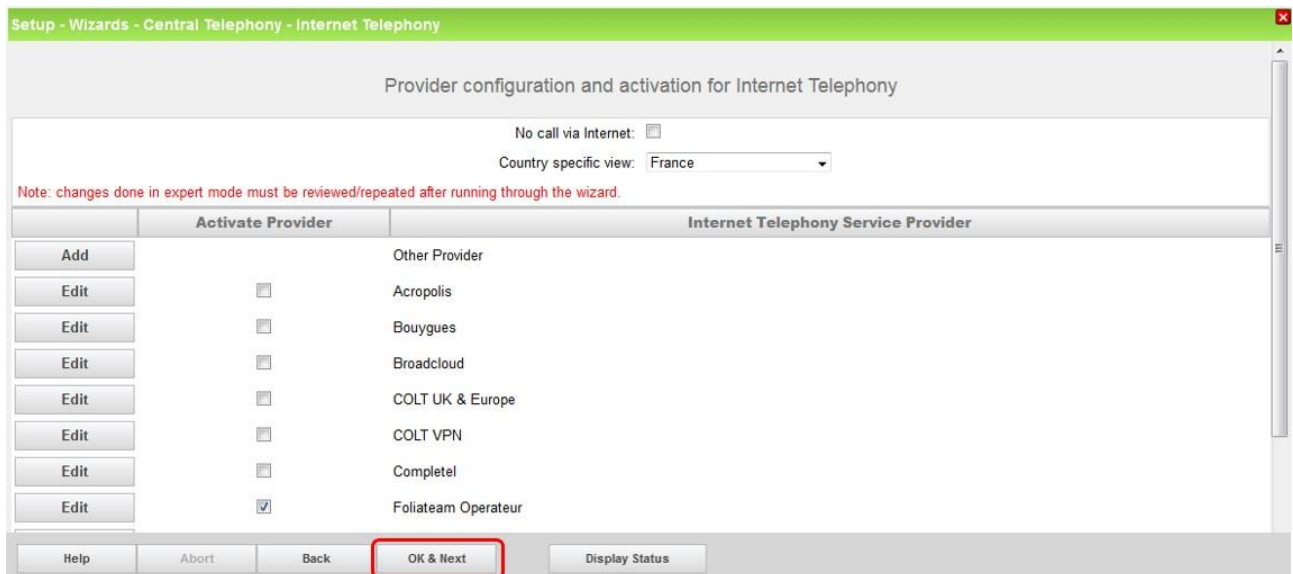 Setup - Wizards - Central Telephony - Internet Telephony
Provider configuration and activation for Internet Telephony
No call via Internet:
Country specific view: France
Note: changes done in expert mode must be reviewed/repeated after running through the wizard.
Activate Provider Internet Telephony Service Provider
Add Other Provider
Edit Acropolis
Edit Bouygues
Edit Broadcloud
Edit COLT UK & Europe
Edit COLT VPN
Edit Completel
Edit Foliateam Operateur
Help Abort Back OK & Next Display Status